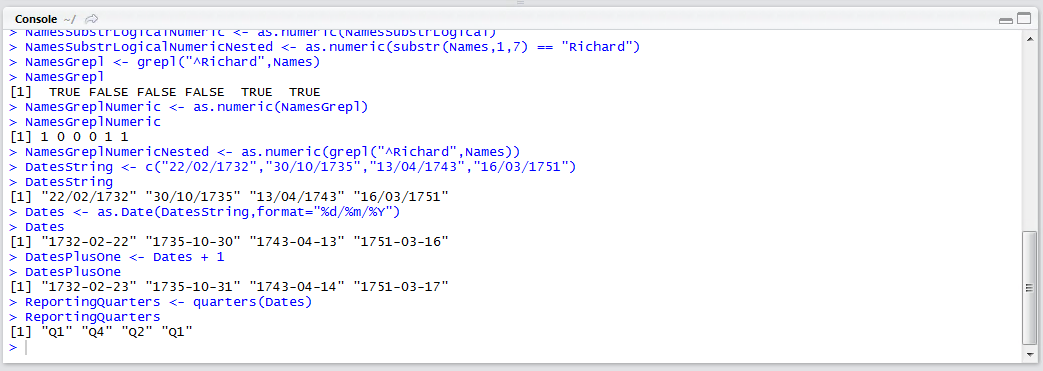 Console ~/
> NamesSubstrLogicalNumeric <- as.numeric(NamesSubstrLogical)
> NamesSubstrLogicalNumericNested <- as.numeric(substr(Names,1,7) == "Richard")
> NamesGrepl <- grepl("^Richard",Names)
> NamesGrepl
[1]  TRUE FALSE FALSE FALSE  TRUE  TRUE
> NamesGreplNumeric <- as.numeric(NamesGrepl)
> NamesGreplNumeric
[1] 1 0 0 0 1 1
> NamesGreplNumericNested <- as.numeric(grepl("^Richard",Names))
> DatesString <- c("22/02/1732","30/10/1735","13/04/1743","16/03/1751")
> DatesString
[1] "22/02/1732" "30/10/1735" "13/04/1743" "16/03/1751"
> Dates <- as.Date(DatesString,format="%d/%m/%Y")
> Dates
[1] "1732-02-22" "1735-10-30" "1743-04-13" "1751-03-16"
> DatesPlusOne <- Dates + 1
> DatesPlusOne
[1] "1732-02-23" "1735-10-31" "1743-04-14" "1751-03-17"
> ReportingQuarters <- quarters(Dates)
> ReportingQuarters
[1] "Q1" "Q4" "Q2" "Q1"
>